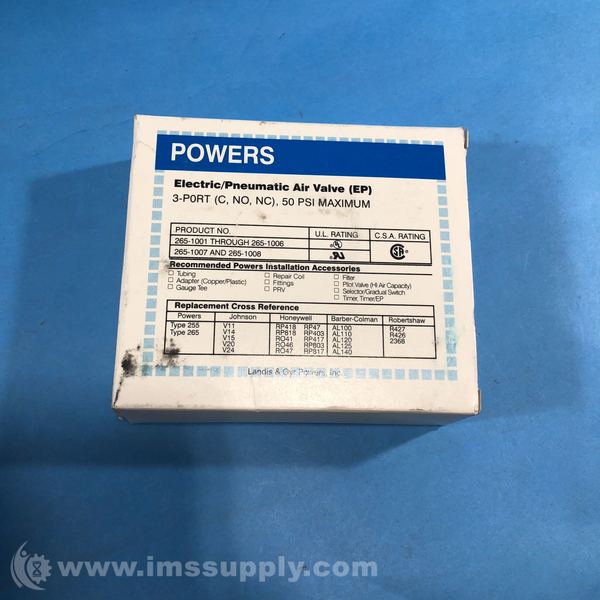 POWERS
Electric/Pneumatic Air Valve (EP)
3-PORT (C, NO, NC), 50 PSI MAXIMUM
PRODUCT NO. U.L. RATING C.S.A. RATING
265-1001 THROUGH 265-1006
265-1007 AND 265-1008
Recommended Powers Installation Accessories
Tubing Repair Coil Filter
Adapter (Copper/Plastic) Fittings Pilot Valve (HI Air Capacity)
Gauge Tee PRV Selector/Gradual Switch
Timer, Timer/EP
Replacement Cross Reference
Powers Johnson Honeywell Barber-Colman Robertshaw
Type 255 V11 RP418 RP47 AL100 R427
Type 265 V14 RP818 RP403 AL110 R426
V15 RO41 RP417 AL120 2368
V20 RO46 RP803 AL125
V24 RO47 RP817 AL140
Landis & Gyr Powers, Inc.
www.imssupply.com